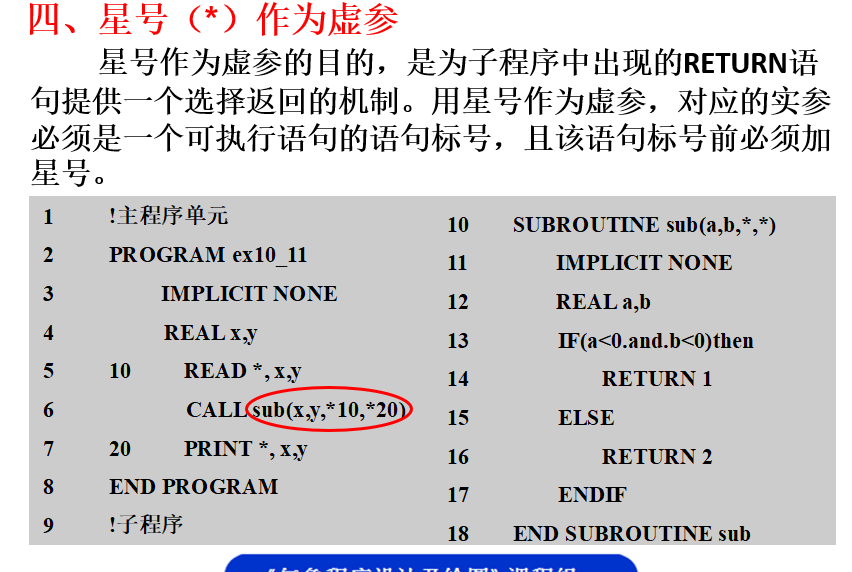 四、星号（*）作为虚参
星号作为虚参的目的，是为子程序中出现的RETURN语
句提供一个选择返回的机制。用星号作为虚参，对应的实参
必须是一个可执行语句的语句标号，且该语句标号前必须加
星号。
1 !主程序单元
2 PROGRAM ex10_11
3 IMPLICIT NONE
4 REAL x,y
5 10 READ *, x,y
6 CALL sub(x,y,*10,*20)
7 20 PRINT *, x,y
8 END PROGRAM
9 !子程序
10 SUBROUTINE sub(a,b,*,*)
11 IMPLICIT NONE
12 REAL a,b
13 IF(a<0.and.b<0)then
14 RETURN 1
15 ELSE
16 RETURN 2
17 ENDIF
18 END SUBROUTINE sub